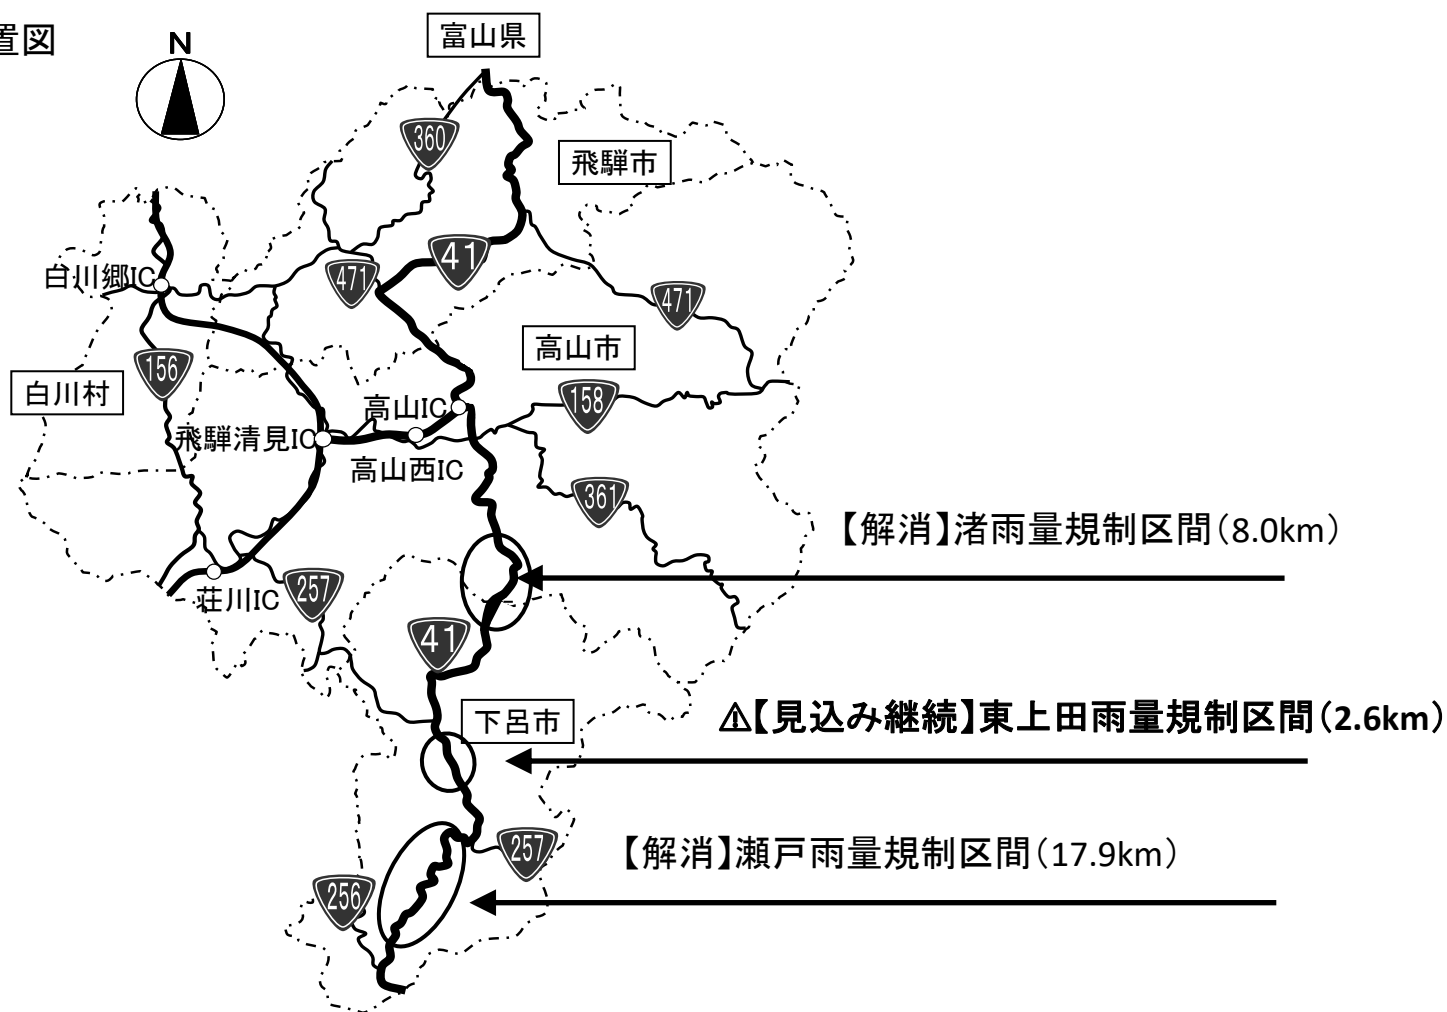 置図
N
富山県
360
飛騨市
41
白川郷IC
471
471
高山市
156
白川村
158
高山IC
飛騨清見IC
高山西IC
361
【解消】渚雨量規制区間(8.0km)
257
荘川IC
41
下呂市
⚠【見込み継続】東上田雨量規制区間(2.6km)
257
【解消】瀬戸雨量規制区間(17.9km)
256